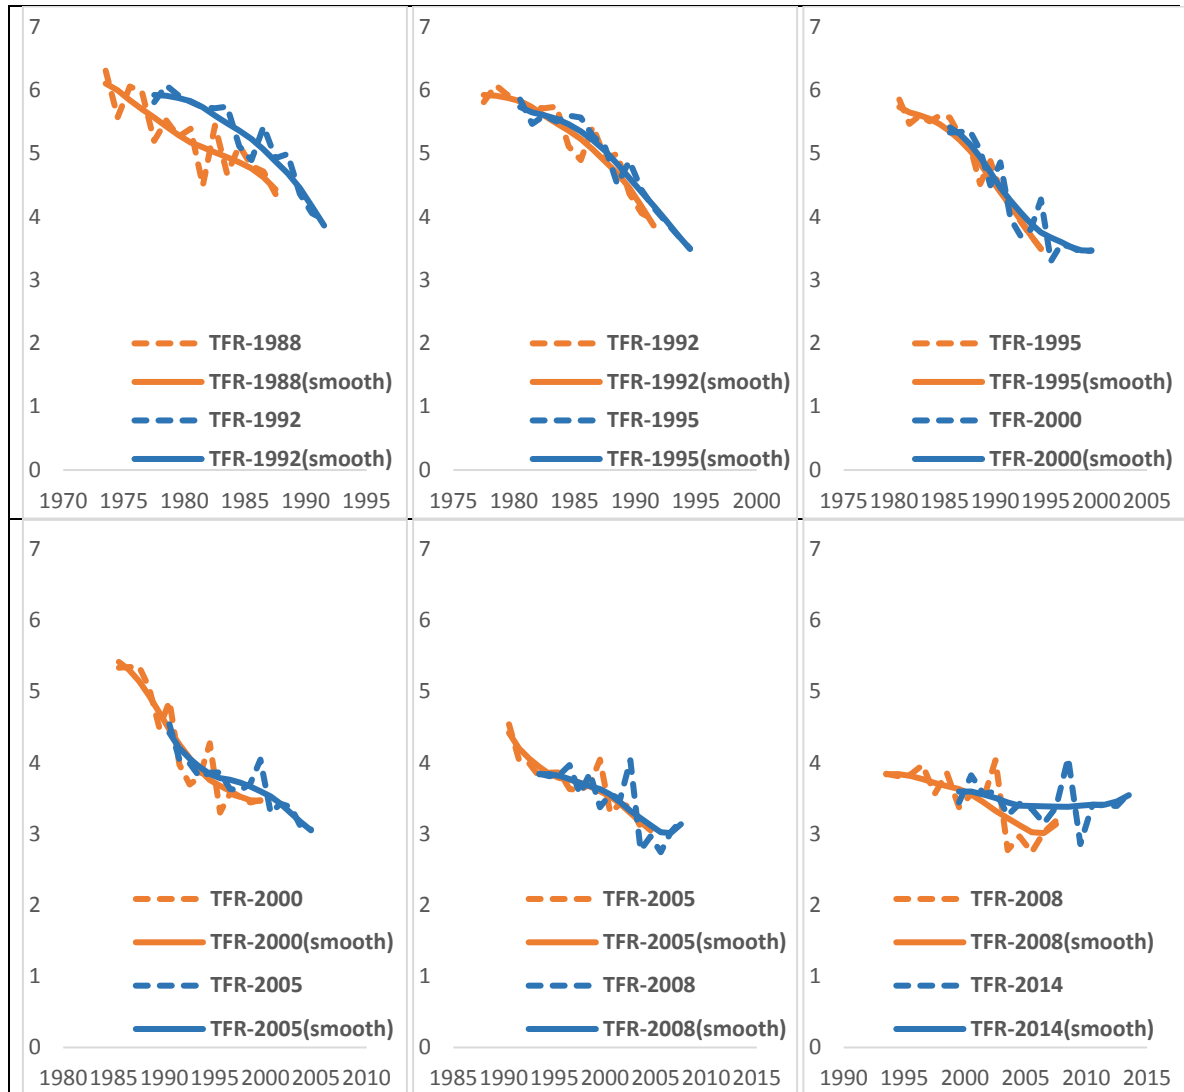 7
6
5
4
3
2
1
0
TFR-1988
TFR-1988(smooth)
TFR-1992
TFR-1992(smooth)
1970 1975 1980 1985 1990 1995
7
6
5
4
3
2
1
0
TFR-1992
TFR-1992(smooth)
TFR-1995
TFR-1995(smooth)
1975 1980 1985 1990 1995 2000
7
6
5
4
3
2
1
0
TFR-1995
TFR-1995(smooth)
TFR-2000
TFR-2000(smooth)
1975 1980 1985 1990 1995 2000 2005
7
6
5
4
3
2
1
0
TFR-2000
TFR-2000(smooth)
TFR-2005
TFR-2005(smooth)
1980 1985 1990 1995 2000 2005 2010
7
6
5
4
3
2
1
0
TFR-2005
TFR-2005(smooth)
TFR-2008
TFR-2008(smooth)
1985 1990 1995 2000 2005 2010 2015
7
6
5
4
3
2
1
0
TFR-2008
TFR-2008(smooth)
TFR-2014
TFR-2014(smooth)
1990 1995 2000 2005 2010 2015